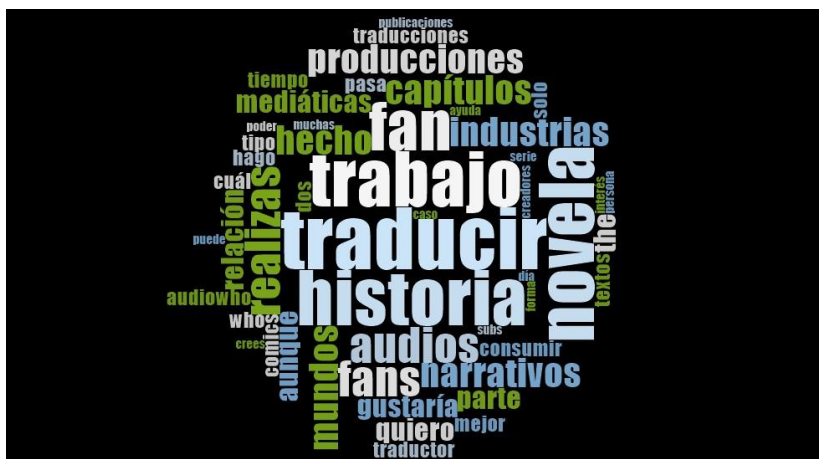 publicaciones
traducciones
producciones
tiempo
pasa
capítulos
solo
mediáticas
ayuda
fan
industrias
poder
muchas
hecho
tipo
hago
serie
trabajo
novela
cuál
realizas
dos
creadores
interes
persona
relación
caso
the
puede
traducir
textos
audiowho
historia
día
forma
who
comics
aunque
crees
mundos
audios
subs
consumir
fans
narrativos
gustaría
parte
quiero
mejor
traductor